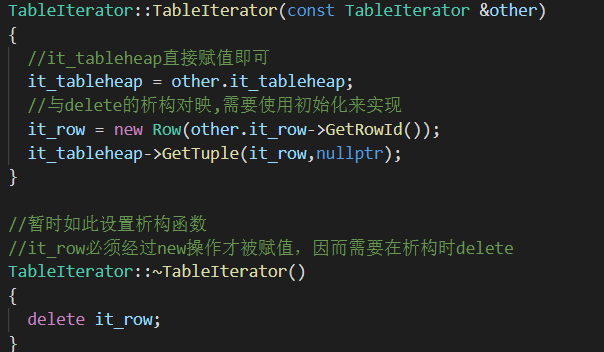 TableIterator::TableIterator(const TableIterator &other)
{
//it_tableheap直接赋值即可
it_tableheap = other.it_tableheap;
//与delete的析构对映,需要使用初始化来实现
it_row = new Row(other.it_row->GetRowId());
it_tableheap->GetTuple(it_row,nullptr);
}
//暂时如此设置析构函数
//it_row必须经过new操作才被赋值，因而需要在析构时delete
TableIterator::~TableIterator()
{
delete it_row;
}